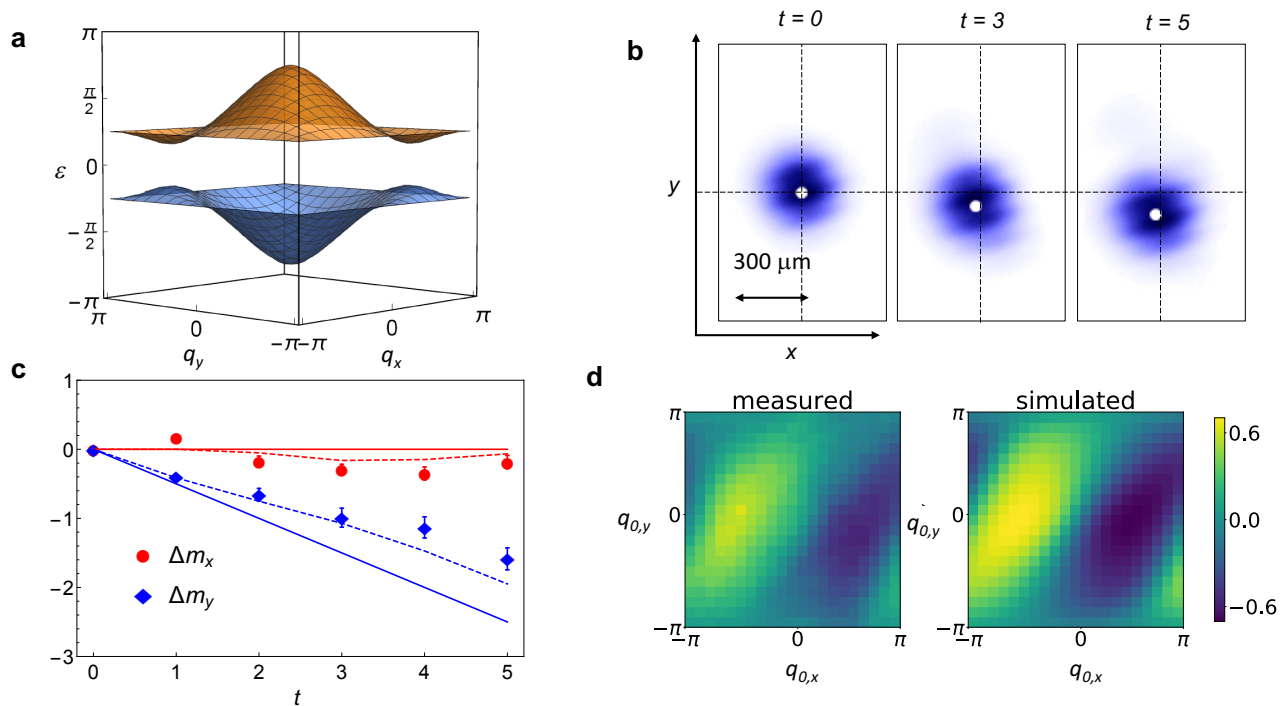 a
π
π/2
0
ε
−π/2
−π
π
0
−π
−π
0
π
q_y
q_x
b
t = 0
t = 3
t = 5
y
300 μm
x
c
1
0
−1
−2
−3
Δm_x
Δm_y
0
1
2
3
4
5
t
d
measured
simulated
π
0
−π
q_{0,y}
−π
0
π
q_{0,x}
π
0
−π
q_{0,y}'
−π
0
π
q_{0,x}
0.6
0.0
−0.6